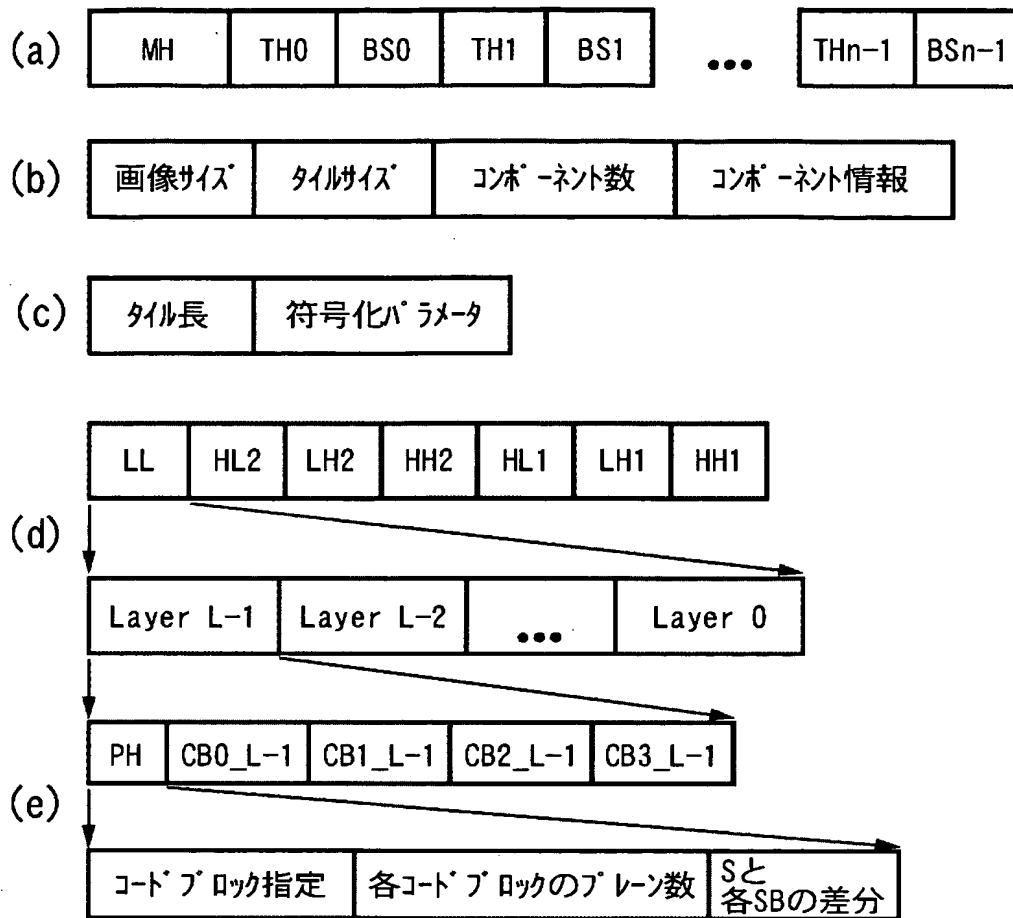 (a) MH TH0 BS0 TH1 BS1 ••• THn-1 BSn-1
(b) 画像サイズ タイルサイズ コンポーネント数 コンポーネント情報
(c) タイル長 符号化パラメータ
LL HL2 LH2 HH2 HL1 LH1 HH1
(d)
Layer L-1 Layer L-2 ••• Layer 0
PH CB0_L-1 CB1_L-1 CB2_L-1 CB3_L-1
(e)
コードブロック指定 各コードブロックのプレーン数 Sと
各SBの差分